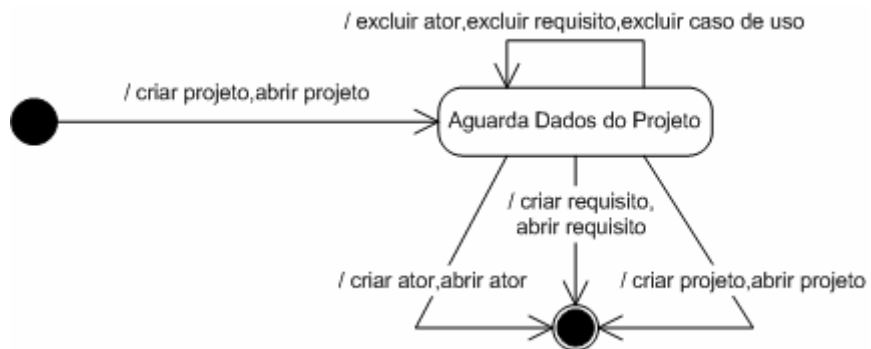 / excluir ator,excluir requisito,excluir caso de uso
/ criar projeto,abrir projeto
Aguarda Dados do Projeto
/ criar requisito,
abrir requisito
/ criar ator,abrir ator
/ criar projeto,abrir projeto